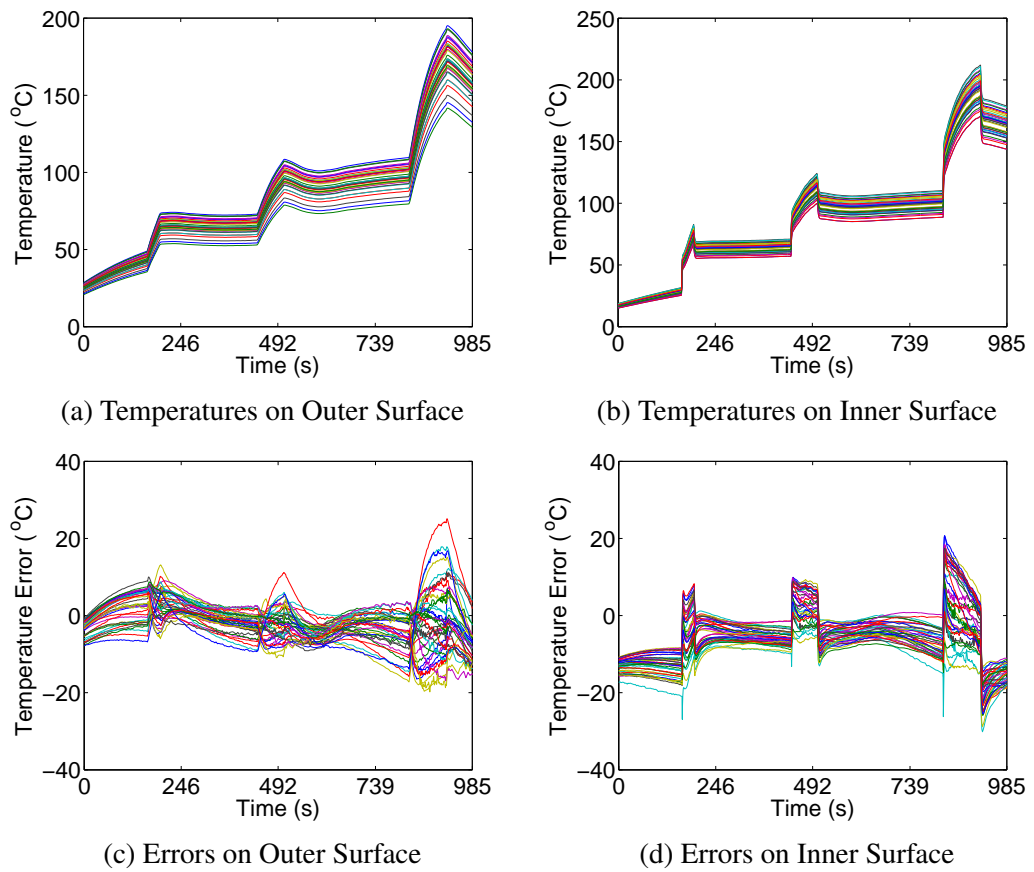 200
150
100
50
0
Temperature (°C)
0 246 492 739 985
Time (s)
(a) Temperatures on Outer Surface
250
200
150
100
50
0
Temperature (°C)
0 246 492 739 985
Time (s)
(b) Temperatures on Inner Surface
40
20
0
−20
−40
Temperature Error (°C)
0 246 492 739 985
Time (s)
(c) Errors on Outer Surface
40
20
0
−20
−40
Temperature Error (°C)
0 246 492 739 985
Time (s)
(d) Errors on Inner Surface